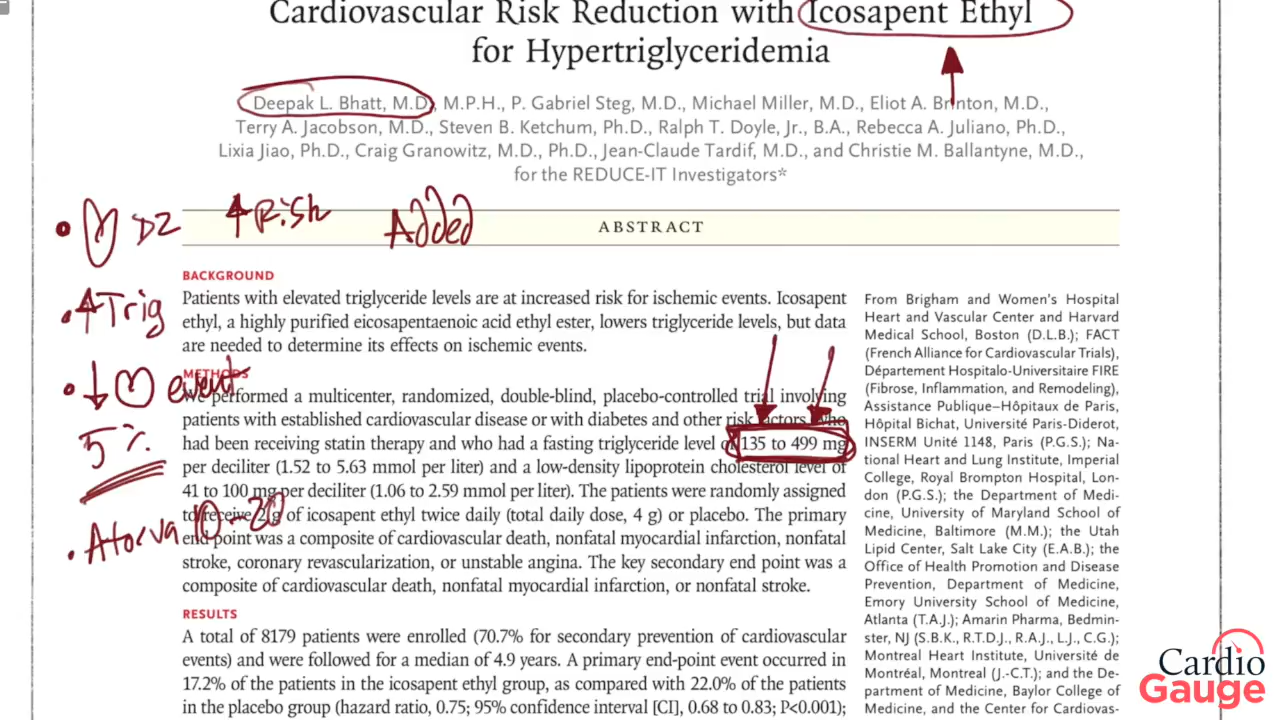 Cardiovascular Risk Reduction with Icosapent Ethyl
for Hypertriglyceridemia
Deepak L. Bhatt, M.D., M.P.H., P. Gabriel Steg, M.D., Michael Miller, M.D., Eliot A. Brinton, M.D.,
Terry A. Jacobson, M.D., Steven B. Ketchum, Ph.D., Ralph T. Doyle, Jr., B.A., Rebecca A. Juliano, Ph.D.,
Lixia Jiao, Ph.D., Craig Granowitz, M.D., Ph.D., Jean-Claude Tardif, M.D., and Christie M. Ballantyne, M.D.,
for the REDUCE-IT Investigators*
• DZ ↑Risk Added
ABSTRACT
• ↑Trig
• ↓ event
5%
• Atorva 10-20
BACKGROUND
Patients with elevated triglyceride levels are at increased risk for ischemic events. Icosapent
ethyl, a highly purified eicosapentaenoic acid ethyl ester, lowers triglyceride levels, but data
are needed to determine its effects on ischemic events.
METHODS
We performed a multicenter, randomized, double-blind, placebo-controlled trial involving
patients with established cardiovascular disease or with diabetes and other risk factors, who
had been receiving statin therapy and who had a fasting triglyceride level of 135 to 499 mg
per deciliter (1.52 to 5.63 mmol per liter) and a low-density lipoprotein cholesterol level of
41 to 100 mg per deciliter (1.06 to 2.59 mmol per liter). The patients were randomly assigned
to receive 2 g of icosapent ethyl twice daily (total daily dose, 4 g) or placebo. The primary
end point was a composite of cardiovascular death, nonfatal myocardial infarction, nonfatal
stroke, coronary revascularization, or unstable angina. The key secondary end point was a
composite of cardiovascular death, nonfatal myocardial infarction, or nonfatal stroke.
RESULTS
A total of 8179 patients were enrolled (70.7% for secondary prevention of cardiovascular
events) and were followed for a median of 4.9 years. A primary end-point event occurred in
17.2% of the patients in the icosapent ethyl group, as compared with 22.0% of the patients
in the placebo group (hazard ratio, 0.75; 95% confidence interval [CI], 0.68 to 0.83; P<0.001);
From Brigham and Women's Hospital
Heart and Vascular Center and Harvard
Medical School, Boston (D.L.B.); FACT
(French Alliance for Cardiovascular Trials),
Département Hospitalo-Universitaire FIRE
(Fibrose, Inflammation, and Remodeling),
Assistance Publique–Hôpitaux de Paris,
Hôpital Bichat, Université Paris-Diderot,
INSERM Unité 1148, Paris (P.G.S.); Na-
tional Heart and Lung Institute, Imperial
College, Royal Brompton Hospital, Lon-
don (P.G.S.); the Department of Medi-
cine, University of Maryland School of
Medicine, Baltimore (M.M.); the Utah
Lipid Center, Salt Lake City (E.A.B.); the
Office of Health Promotion and Disease
Prevention, Department of Medicine,
Emory University School of Medicine,
Atlanta (T.A.J.); Amarin Pharma, Bedmin-
ster, NJ (S.B.K., R.T.D.J., R.A.J., L.J., C.G.);
Montreal Heart Institute, Université de
Montréal, Montreal (J.-C.T.); and the De-
partment of Medicine, Baylor College of
Medicine, and the Center for Cardiovas-
Cardio
Gauge